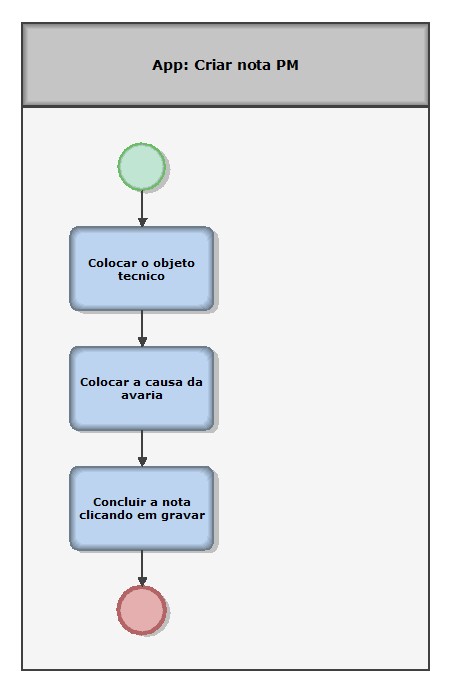 App: Criar nota PM
Colocar o objeto
tecnico
Colocar a causa da
avaria
Concluir a nota
clicando em gravar